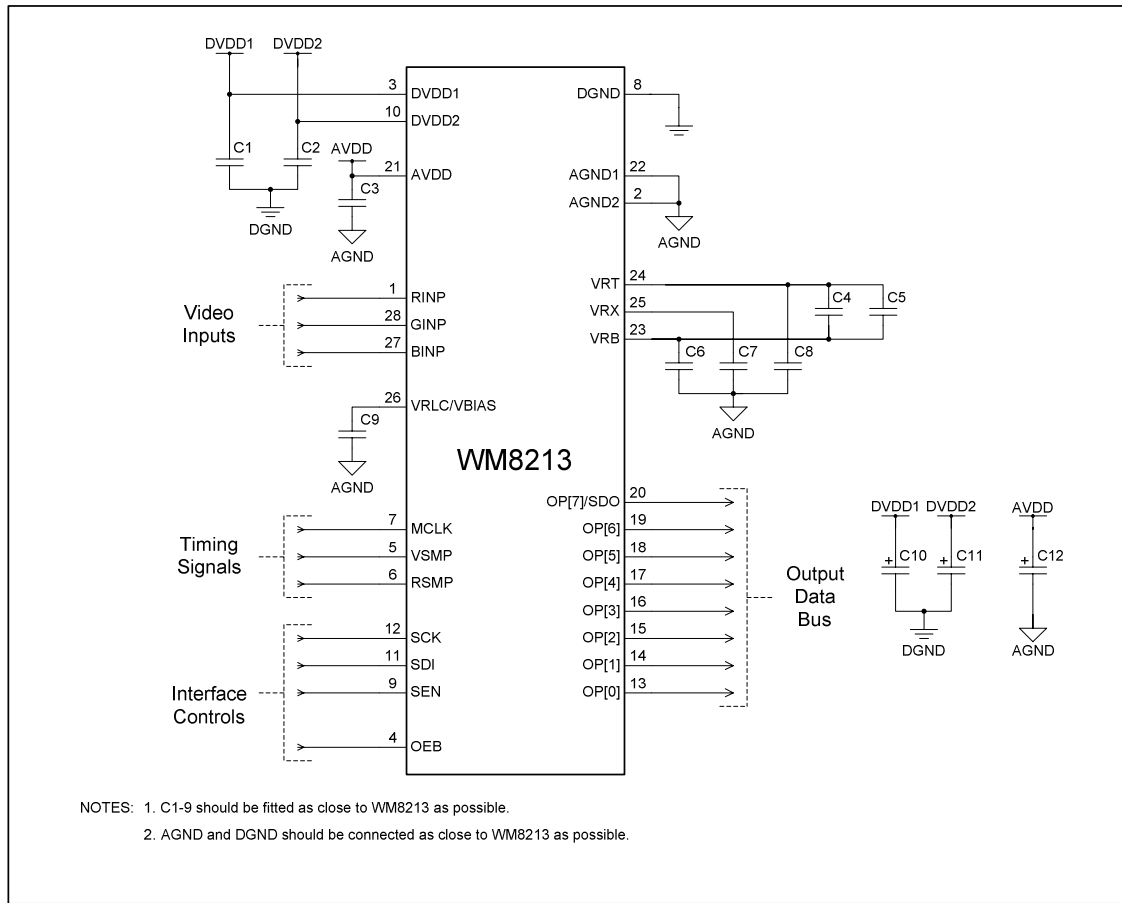 DVDD1 DVDD2
3 DVDD1 DGND 8
10 DVDD2
C1 C2 AVDD
21 AVDD AGND1 22
C3 AGND2 2
DGND
AGND AGND
VRT 24
1 RINP VRX 25 C4 C5
Video
Inputs
28 GINP VRB 23
27 BINP C6 C7 C8
26 VRLC/VBIAS
C9 AGND
AGND
WM8213
OP[7]/SDO 20
7 MCLK OP[6] 19
Timing
Signals
5 VSMP OP[5] 18
6 RSMP OP[4] 17
OP[3] 16
12 SCK OP[2] 15
11 SDI OP[1] 14
9 SEN OP[0] 13
Interface
Controls
4 OEB
Output
Data
Bus
DVDD1 DVDD2 AVDD
+ C10 + C11 + C12
DGND AGND
NOTES: 1. C1-9 should be fitted as close to WM8213 as possible.
2. AGND and DGND should be connected as close to WM8213 as possible.